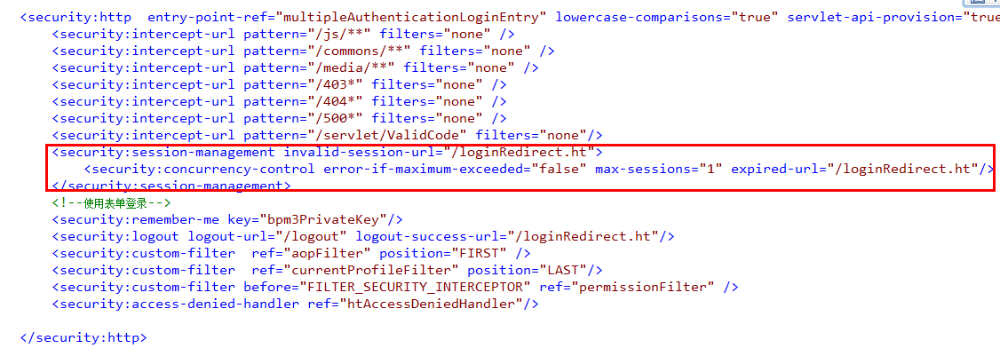 <security:http  entry-point-ref="multipleAuthenticationLoginEntry" lowercase-comparisons="true" servlet-api-provision="true
<security:intercept-url pattern="/js/**" filters="none" />
<security:intercept-url pattern="/commons/**" filters="none" />
<security:intercept-url pattern="/media/**" filters="none" />
<security:intercept-url pattern="/403*" filters="none" />
<security:intercept-url pattern="/404*" filters="none" />
<security:intercept-url pattern="/500*" filters="none" />
<security:intercept-url pattern="/servlet/ValidCode" filters="none"/>
<security:session-management invalid-session-url="/loginRedirect.ht">
<security:concurrency-control error-if-maximum-exceeded="false" max-sessions="1" expired-url="/loginRedirect.ht"/>
</security:session-management>
<!--使用表单登录-->
<security:remember-me key="bpm3PrivateKey"/>
<security:logout logout-url="/logout" logout-success-url="/loginRedirect.ht"/>
<security:custom-filter  ref="aopFilter" position="FIRST" />
<security:custom-filter  ref="currentProfileFilter" position="LAST"/>
<security:custom-filter before="FILTER_SECURITY_INTERCEPTOR" ref="permissionFilter" />
<security:access-denied-handler ref="htAccessDeniedHandler"/>
</security:http>